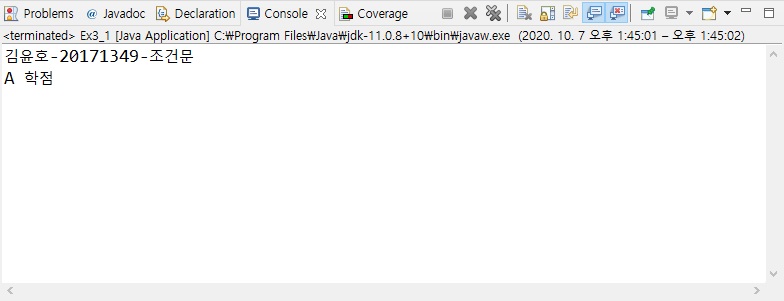 Problems @ Javadoc Declaration Console Coverage
<terminated> Ex3_1 [Java Application] C:₩Program Files₩Java₩jdk-11.0.8+10₩bin₩javaw.exe (2020. 10. 7 오후 1:45:01 – 오후 1:45:02)
김윤호-20171349-조건문
A 학점